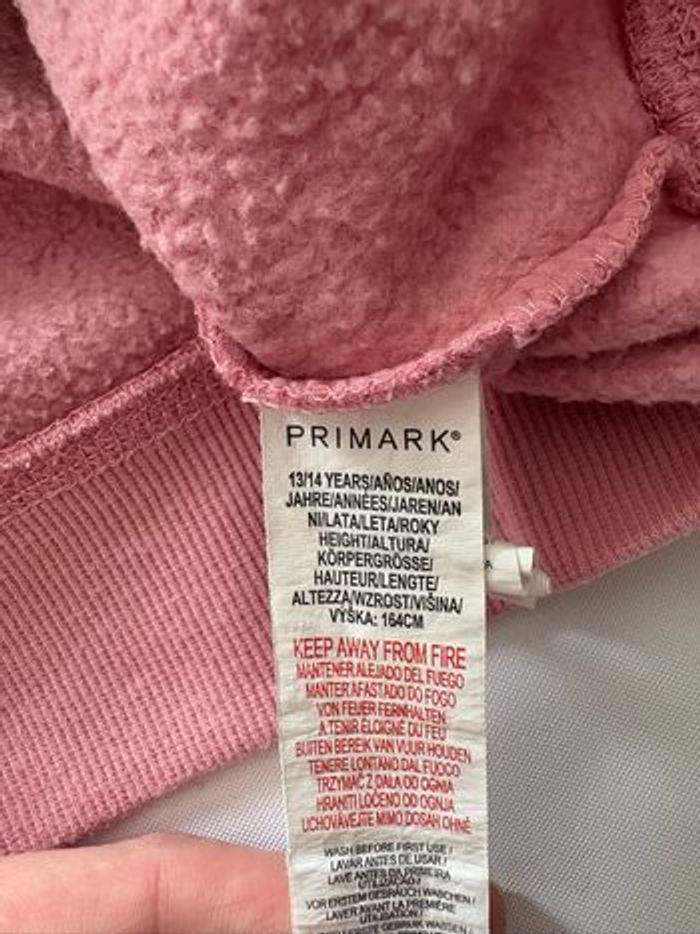 PRIMARK®
13/14 YEARS/AÑOS/ANOS/
JAHRE/ANNÉES/JAREN/AN
NI/LATA/LETA/ROKY
HEIGHT/ALTURA/
KÖRPERGRÖSSE/
HAUTEUR/LENGTE/
ALTEZZA/WZROST/VIŠINA/
VÝŠKA: 164CM
KEEP AWAY FROM FIRE
MANTENER ALEJADO DEL FUEGO
MANTER AFASTADO DO FOGO
VON FEUER FERNHALTEN
A TENIR ÉLOIGNÉ DU FEU
BUITEN BEREIK VAN VUUR HOUDEN
TENERE LONTANO DAL FUOCO
TRZYMAĆ Z DALA OD OGNIA
HRANITI LOČENO OD OGNJA
UCHOVÁVEJTE MIMO DOSAH OHNĚ
WASH BEFORE FIRST USE /
LAVAR ANTES DE USAR /
LAVE ANTES DA PRIMEIRA
UTILIZAÇÃO /
VOR ERSTEM GEBRAUCH WASCHEN /
LAVER AVANT LA PREMIÈRE
UTILISATION /
EERSTE GEBRUIK WASSEN /